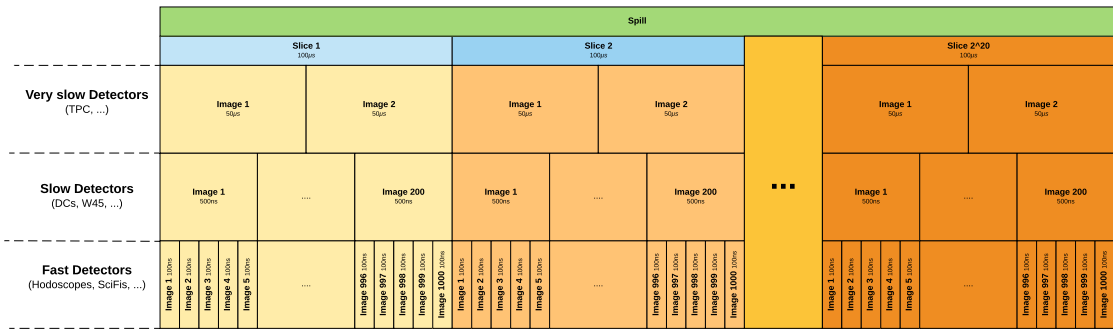 Spill
Slice 1
100µs
Slice 2
100µs
Slice 2^20
100µs
Very slow Detectors
(TPC, ...)
Image 1
50µs
Image 2
50µs
Image 1
50µs
Image 2
50µs
Image 1
50µs
Image 2
50µs
...
Slow Detectors
(DCs, W45, ...)
Image 1
500ns
....
Image 200
500ns
Image 1
500ns
....
Image 200
500ns
Image 1
500ns
....
Image 200
500ns
Fast Detectors
(Hodoscopes, SciFis, ...)
Image 1 100ns
Image 2 100ns
Image 3 100ns
Image 4 100ns
Image 5 100ns
....
Image 996 100ns
Image 997 100ns
Image 998 100ns
Image 999 100ns
Image 1000 100ns
Image 1 100ns
Image 2 100ns
Image 3 100ns
Image 4 100ns
Image 5 100ns
....
Image 996 100ns
Image 997 100ns
Image 998 100ns
Image 999 100ns
Image 1000 100ns
Image 1 100ns
Image 2 100ns
Image 3 100ns
Image 4 100ns
Image 5 100ns
....
Image 996 100ns
Image 997 100ns
Image 998 100ns
Image 999 100ns
Image 1000 100ns